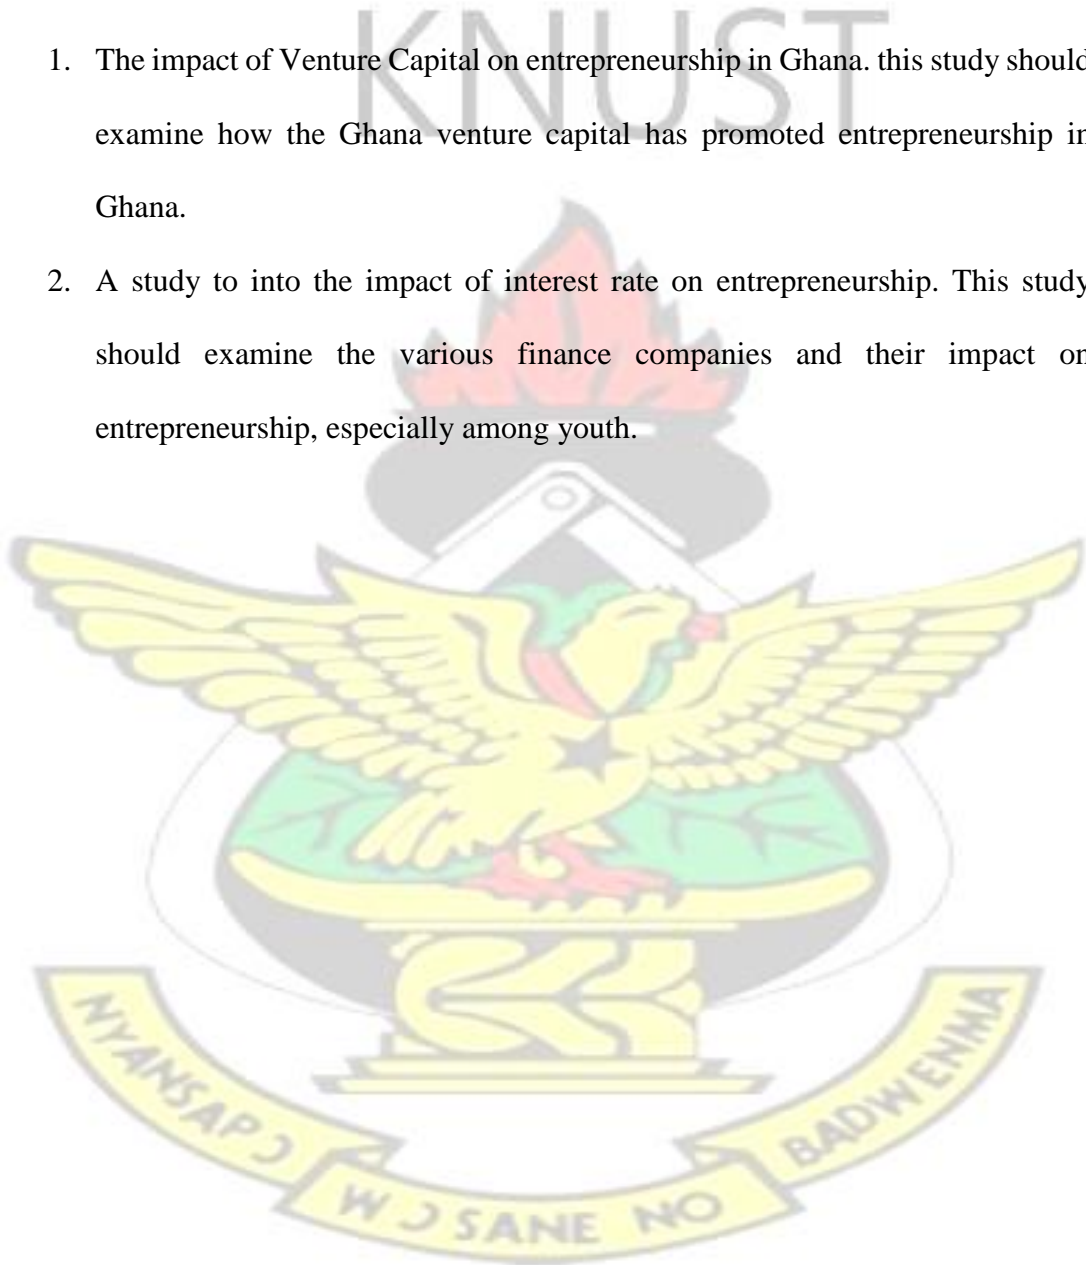 KNUST
1. The impact of Venture Capital on entrepreneurship in Ghana. this study should
examine how the Ghana venture capital has promoted entrepreneurship in
Ghana.
2. A study to into the impact of interest rate on entrepreneurship. This study
should examine the various finance companies and their impact on
entrepreneurship, especially among youth.
NYANSAPƆ
WƆSANE NO
BADWENMA